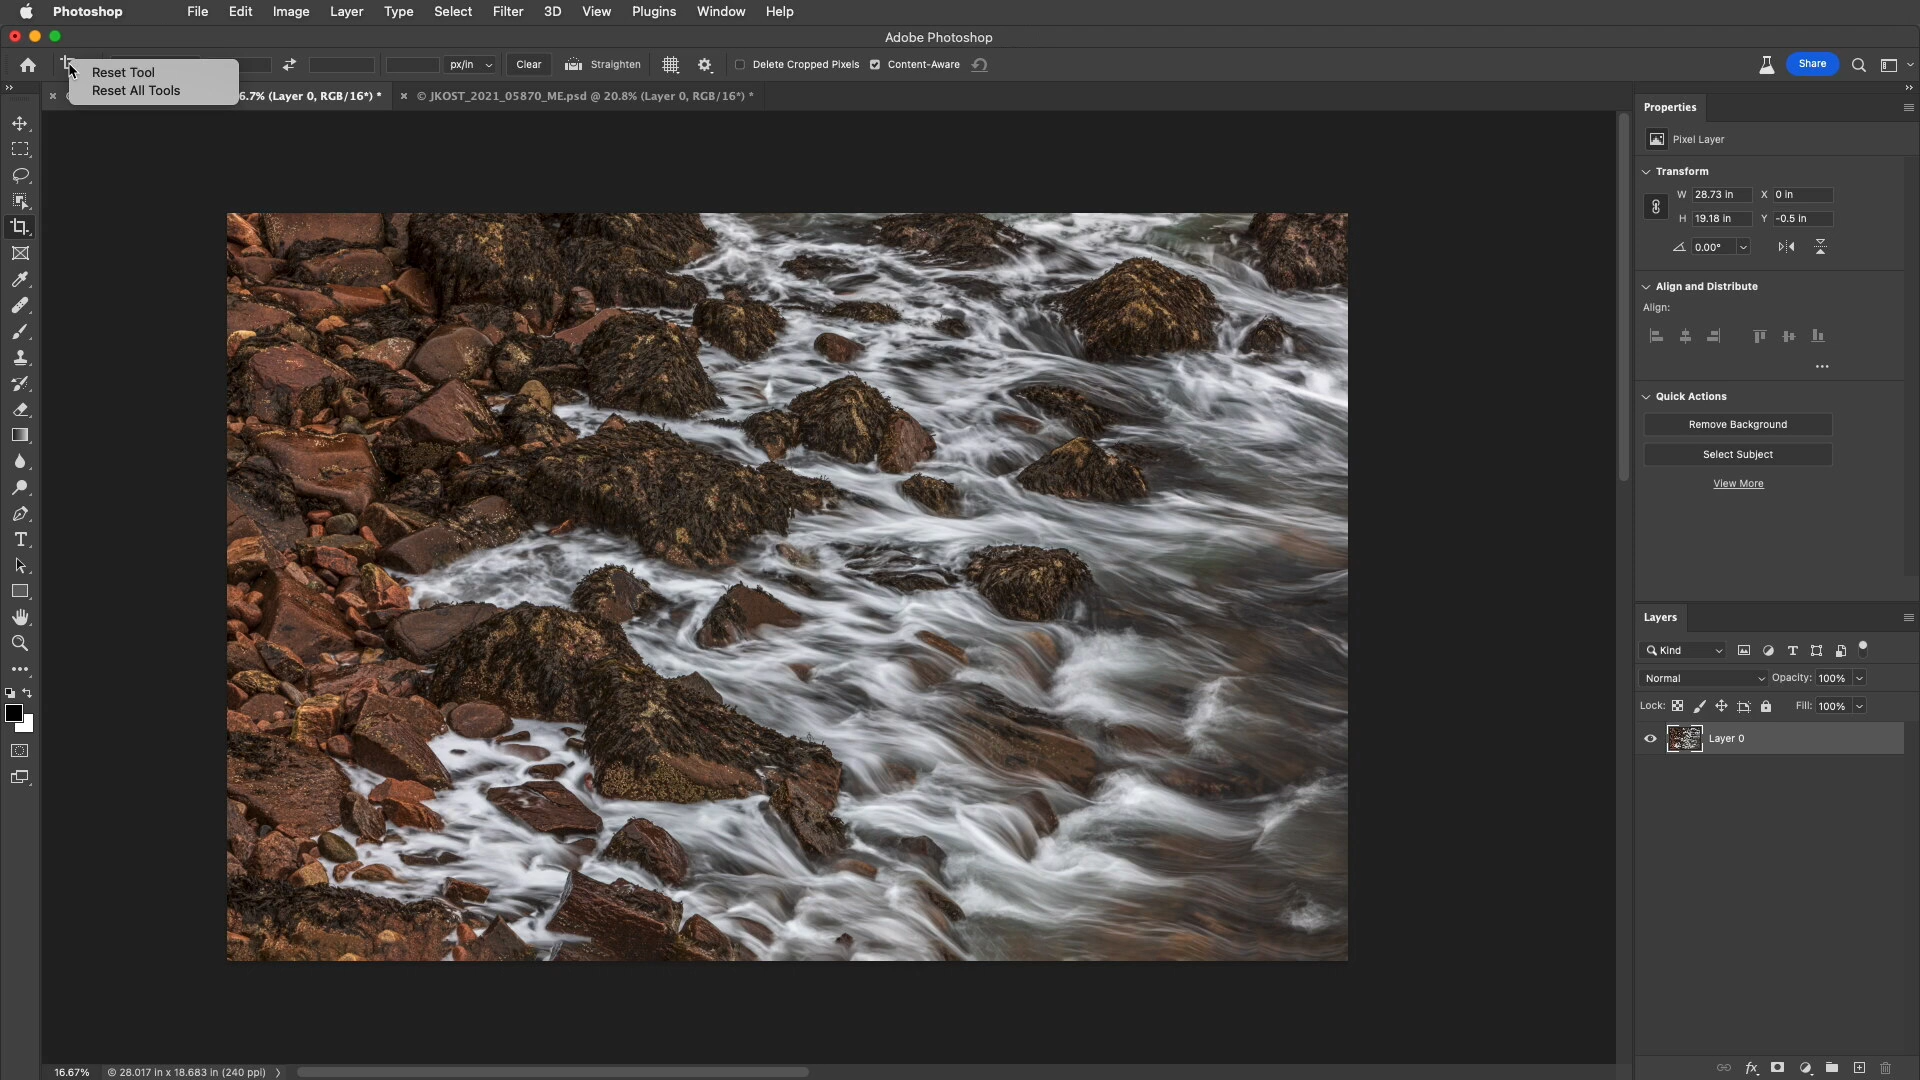 Photoshop File Edit Image Layer Type Select Filter 3D View Plugins Window Help
Adobe Photoshop
px/in Clear Straighten Delete Cropped Pixels Content-Aware Share
Reset Tool
Reset All Tools
6.7% (Layer 0, RGB/16*) * © JKOST_2021_05870_ME.psd @ 20.8% (Layer 0, RGB/16*) *
Properties
Pixel Layer
Transform
W 28.73 in X 0 in
H 19.18 in Y -0.5 in
0.00°
Align and Distribute
Align:
Quick Actions
Remove Background
Select Subject
View More
Layers
Kind
Normal Opacity: 100%
Lock: Fill: 100%
Layer 0
16.67% © 28.017 in x 18.683 in (240 ppi)